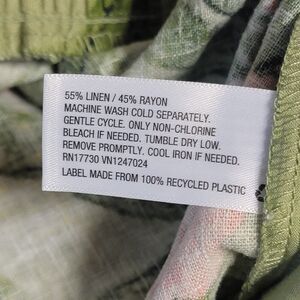 55% LINEN / 45% RAYON
MACHINE WASH COLD SEPARATELY.
GENTLE CYCLE. ONLY NON-CHLORINE
BLEACH IF NEEDED. TUMBLE DRY LOW.
REMOVE PROMPTLY. COOL IRON IF NEEDED.
RN17730 VN1247024
LABEL MADE FROM 100% RECYCLED PLASTIC